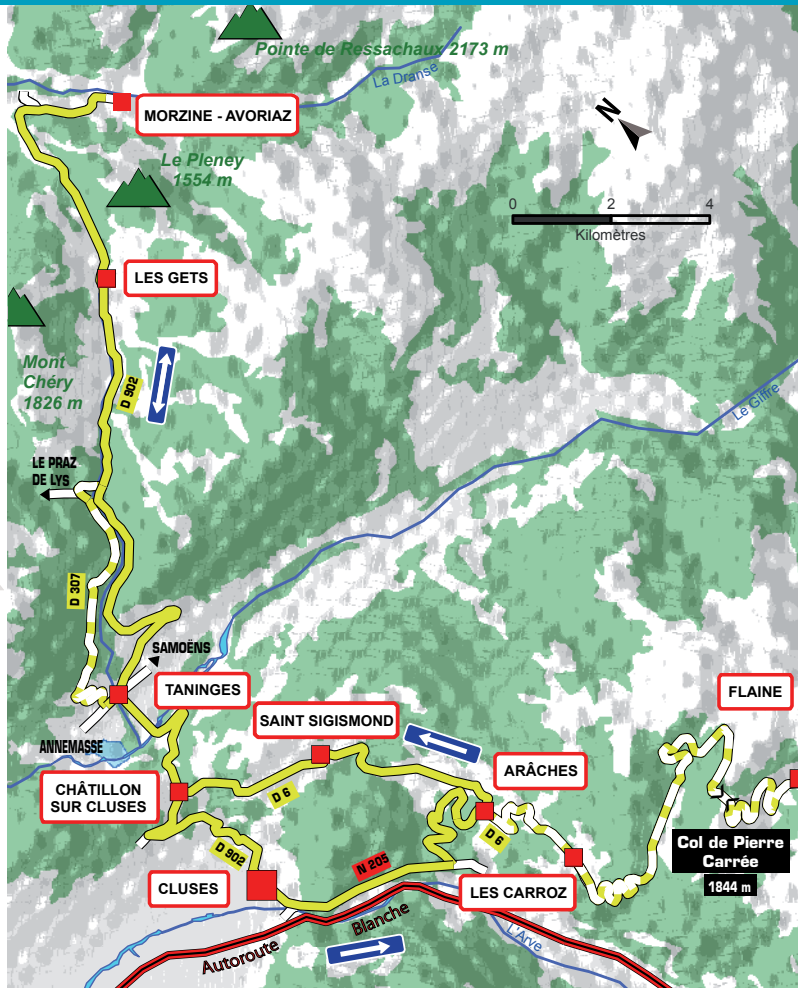 Pointe de Ressachaux 2173 m
La Dranse
MORZINE - AVORIAZ
N
Le Pleney
1554 m
0 2 4
Kilomètres
LES GETS
Mont
Chéry
1826 m
D 902
Le Giffre
LE PRAZ
DE LYS
D 307
SAMOËNS
TANINGES
FLAINE
SAINT SIGISMOND
ANNEMASSE
ARÂCHES
CHÂTILLON
SUR CLUSES
D 6
D 6
Col de Pierre
Carrée
1844 m
D 902
N 205
CLUSES
LES CARROZ
Autoroute Blanche
L'Arve